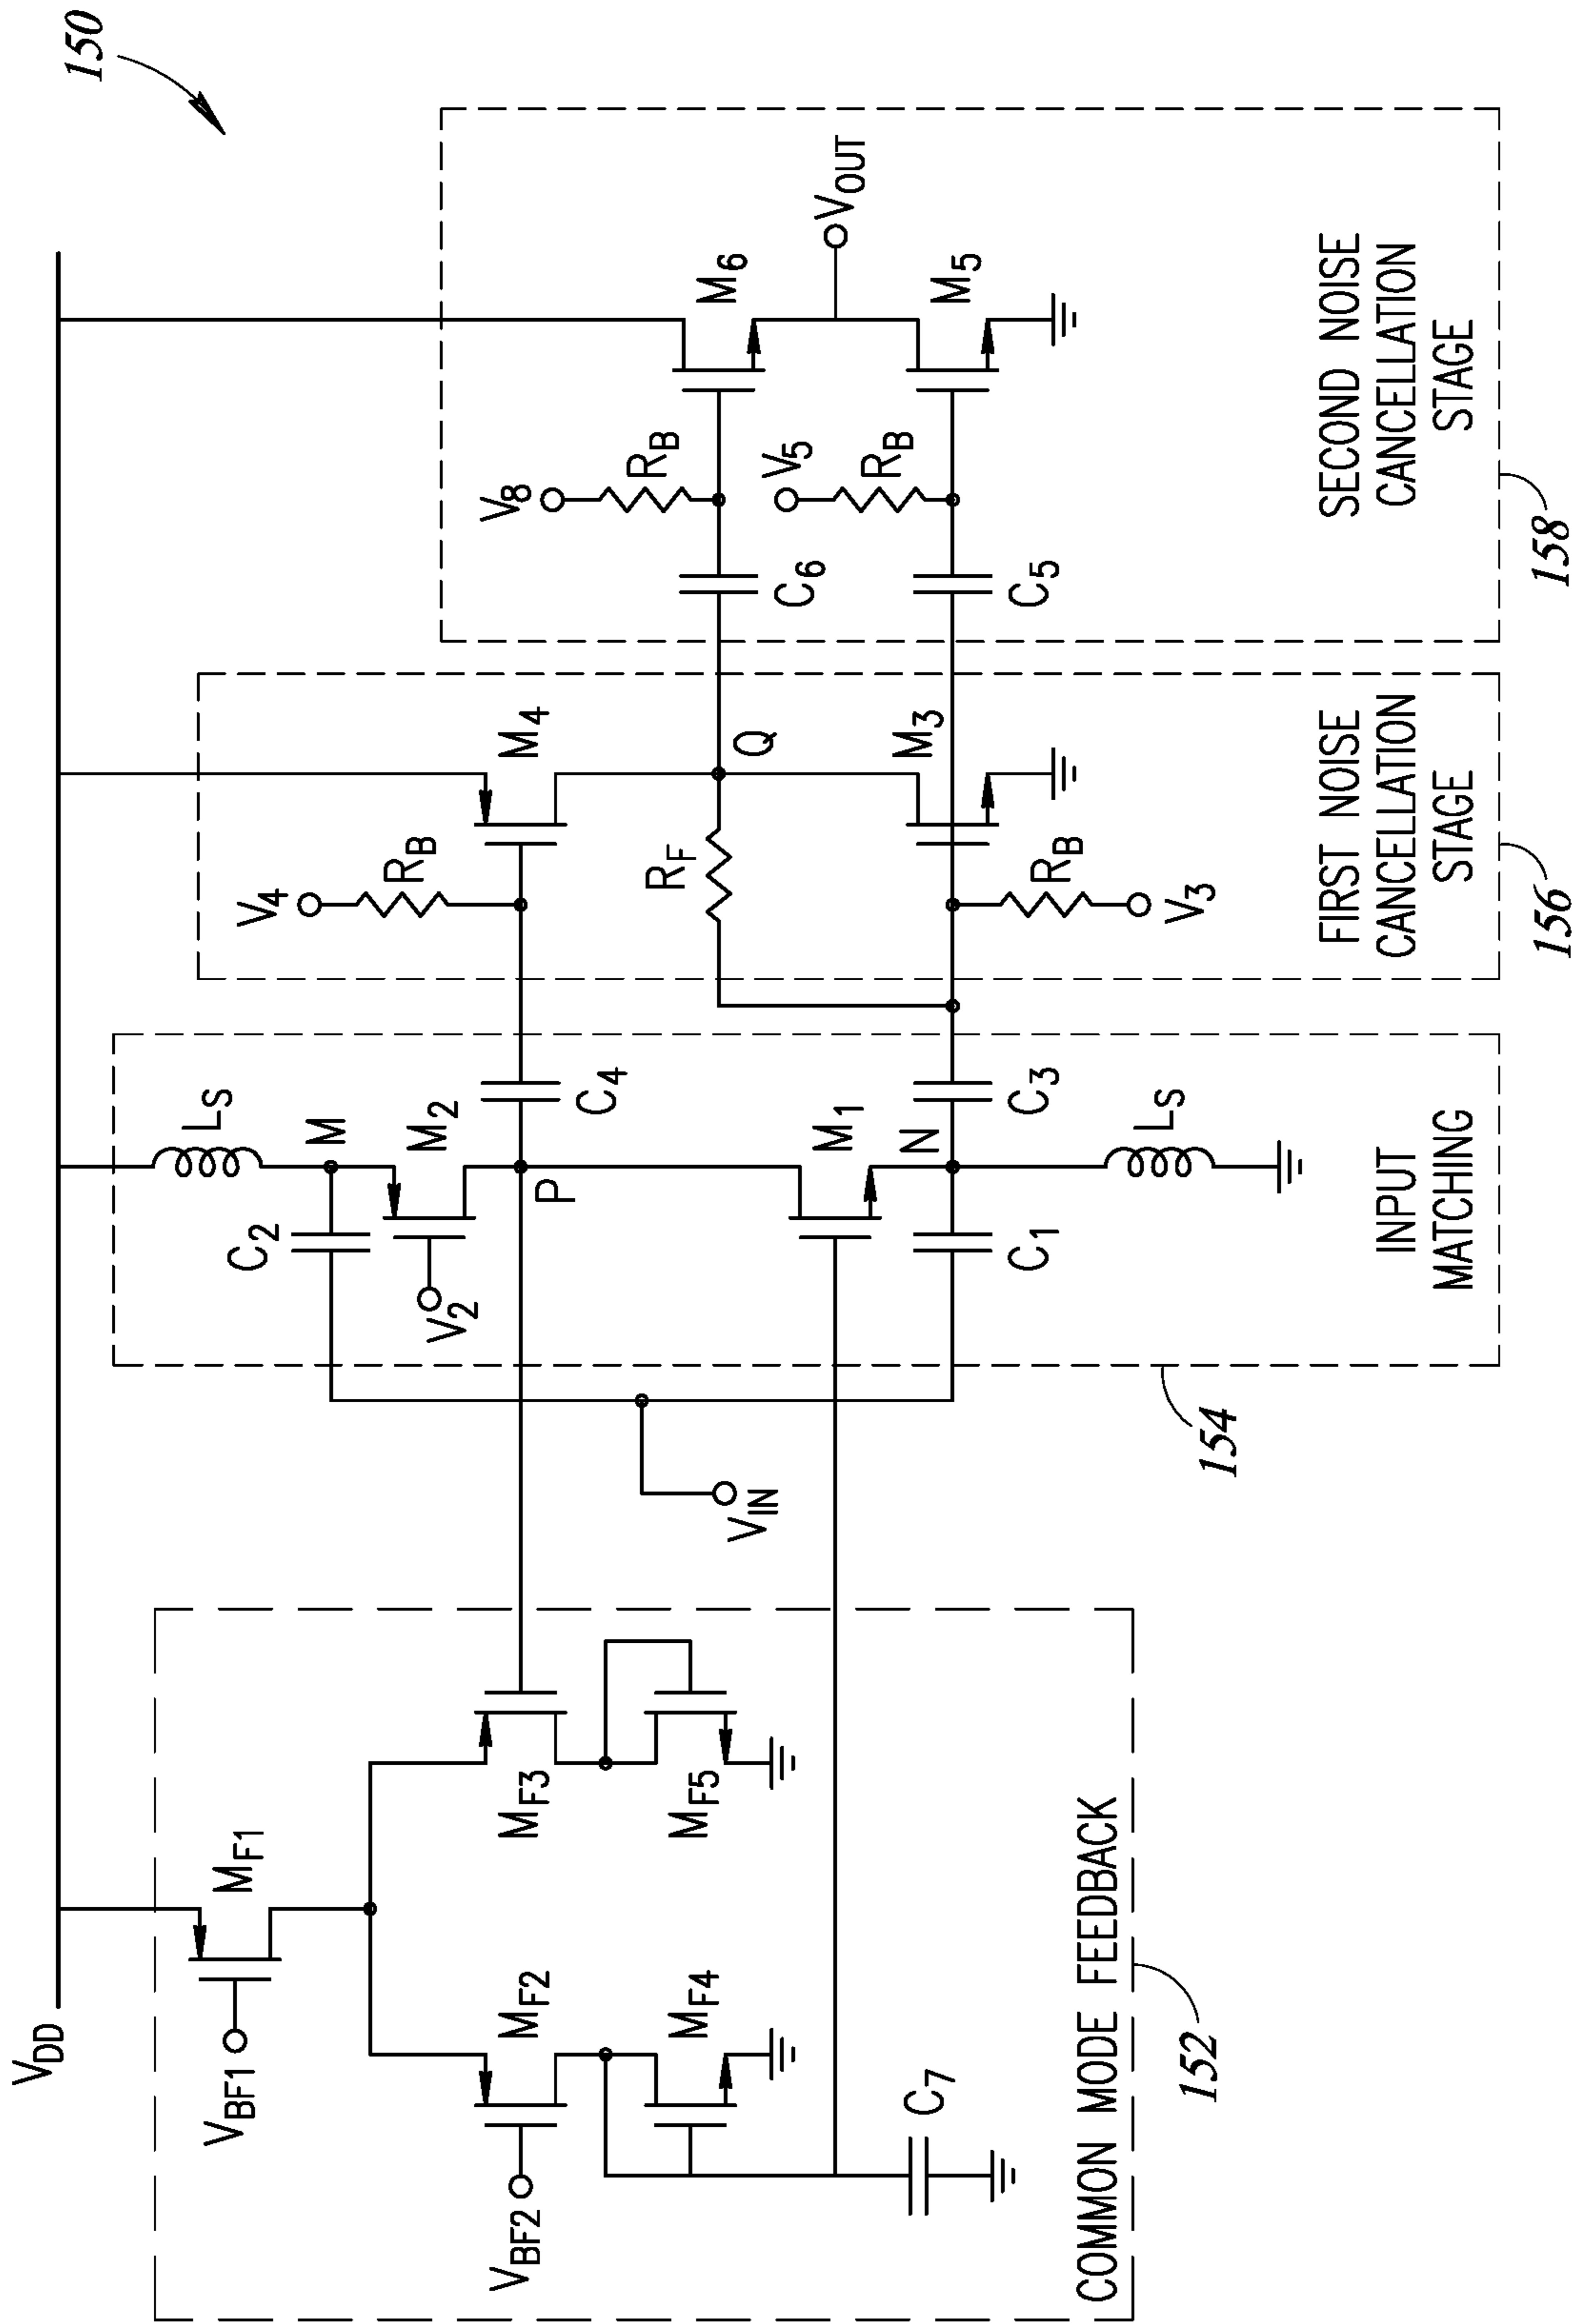 150
VDD
VBF1
MF1
VBF2
MF2
MF3
MF4
MF5
C7
COMMON MODE FEEDBACK
152
VIN
LS
M
C2
M2
V2
P
C4
M1
N
C1
C3
LS
INPUT
MATCHING
154
V4
RB
M4
RF
Q
M3
RB
V3
FIRST NOISE
CANCELLATION
STAGE
156
V8
RB
M6
C6
V5
RB
VOUT
M5
C5
SECOND NOISE
CANCELLATION
STAGE
158